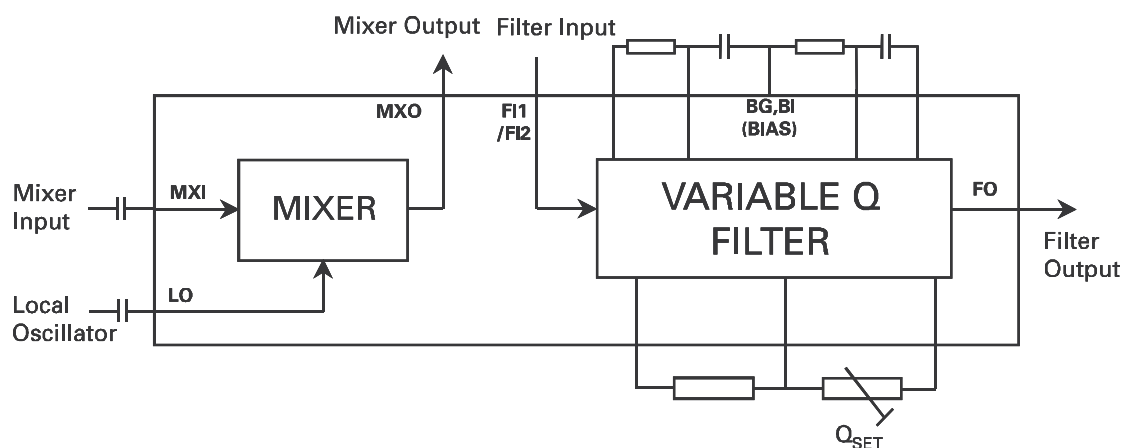 Mixer Output
Filter Input
MXO
FI1
/FI2
BG,BI
(BIAS)
Mixer
Input
MXI
MIXER
VARIABLE Q
FILTER
FO
Filter
Output
Local
Oscillator
LO
QSET